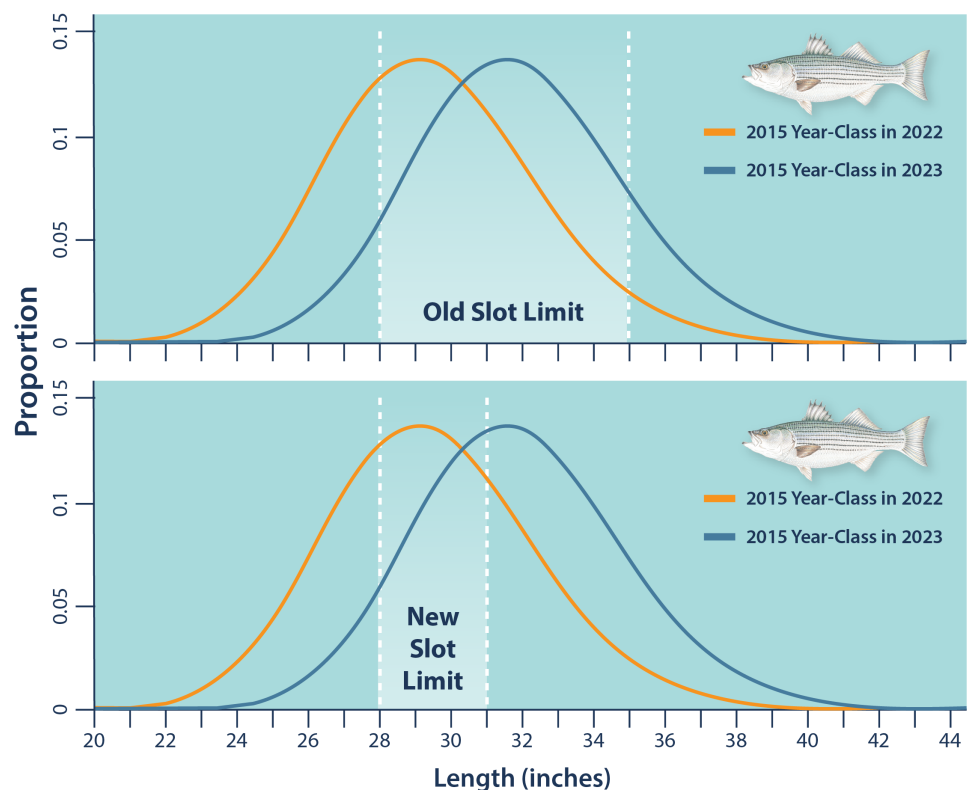 0.15
2015 Year-Class in 2022
0.1
2015 Year-Class in 2023
0.05
Old Slot Limit
0
Proportion
0.15
2015 Year-Class in 2022
0.1
2015 Year-Class in 2023
0.05
New
Slot
Limit
0
20 22 24 26 28 30 32 34 36 38 40 42 44
Length (inches)